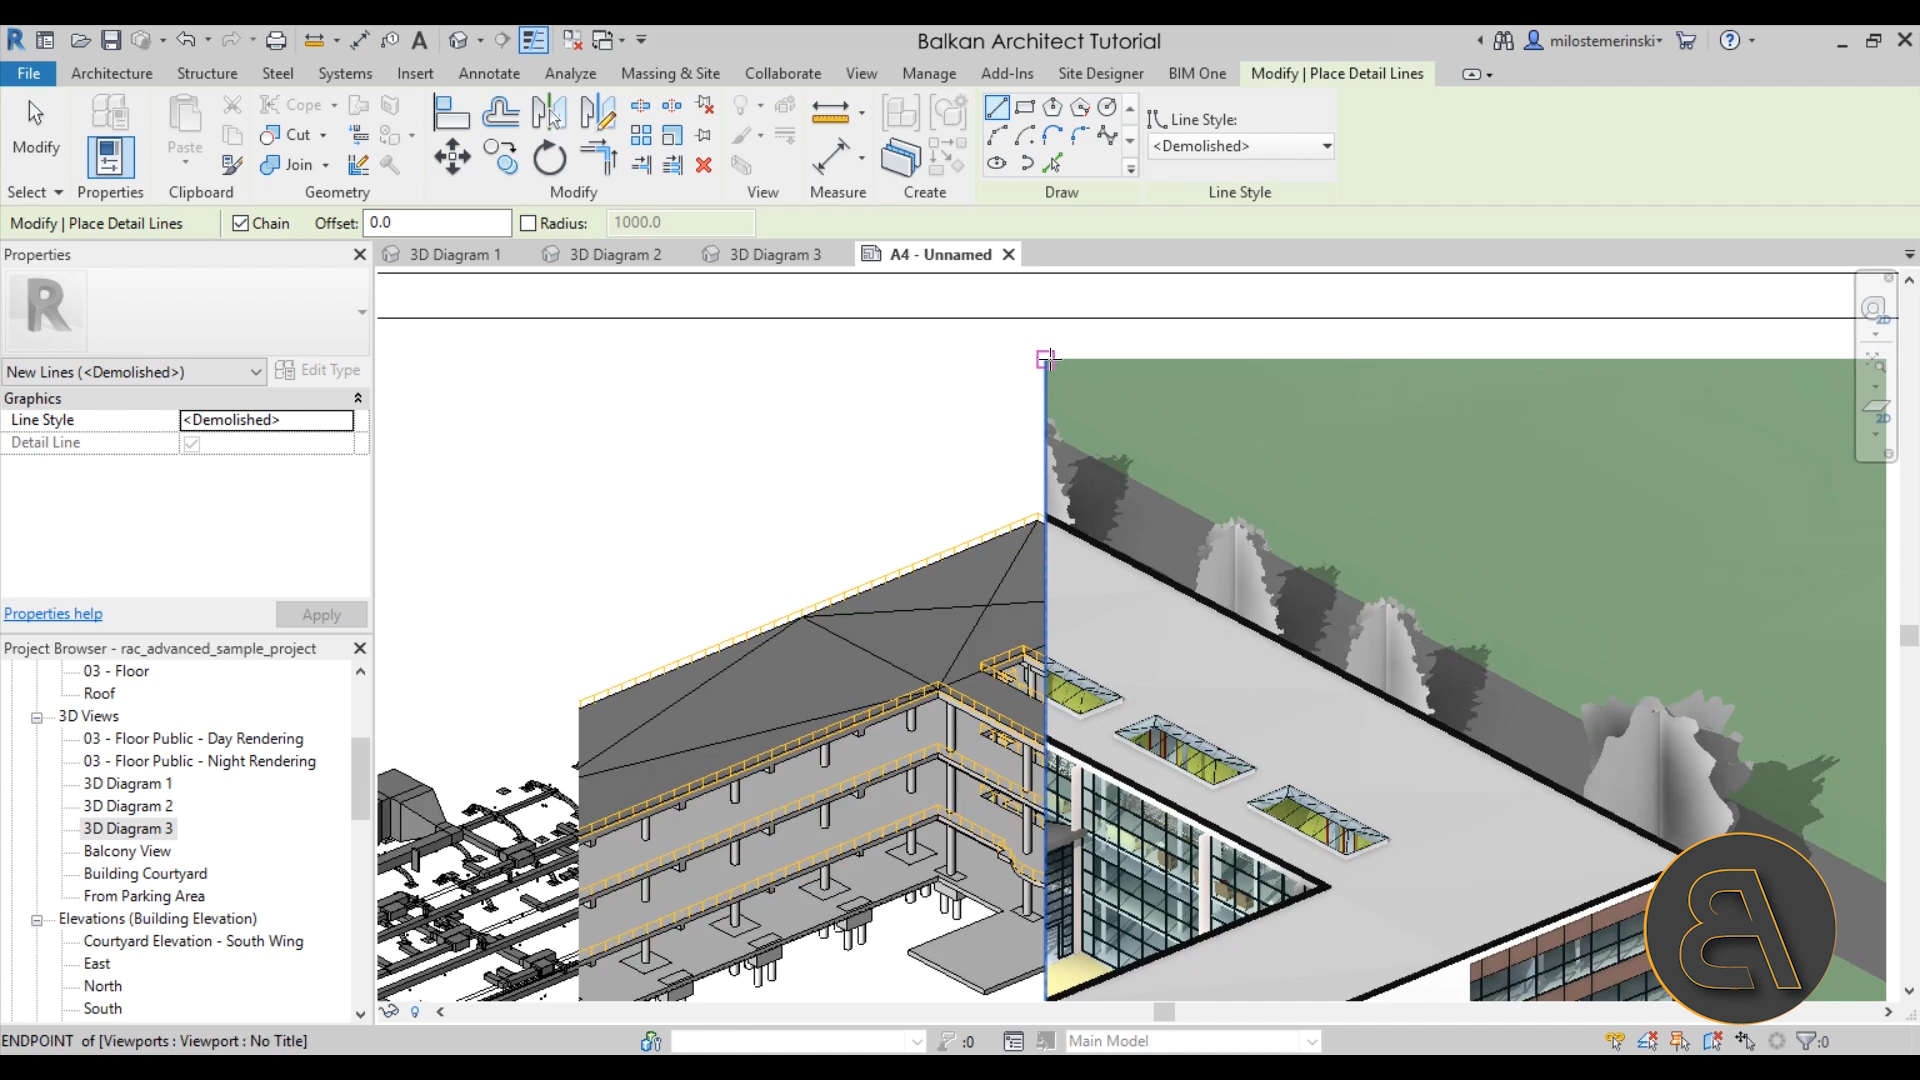 Balkan Architect Tutorial
milostemerinski
File Architecture Structure Steel Systems Insert Annotate Analyze Massing & Site Collaborate View Manage Add-Ins Site Designer BIM One Modify | Place Detail Lines
Modify
Paste
Cope
Cut
Join
Line Style:
<Demolished>
Select Properties Clipboard Geometry Modify View Measure Create Draw Line Style
Modify | Place Detail Lines Chain Offset: 0.0 Radius: 1000.0
Properties
3D Diagram 1 3D Diagram 2 3D Diagram 3 A4 - Unnamed
R
New Lines (<Demolished>) Edit Type
Graphics
Line Style <Demolished>
Detail Line
2D
2D
Properties help Apply
Project Browser - rac_advanced_sample_project
03 - Floor
Roof
3D Views
03 - Floor Public - Day Rendering
03 - Floor Public - Night Rendering
3D Diagram 1
3D Diagram 2
3D Diagram 3
Balcony View
Building Courtyard
From Parking Area
Elevations (Building Elevation)
Courtyard Elevation - South Wing
East
North
South
ENDPOINT of [Viewports : Viewport : No Title] :0 Main Model :0